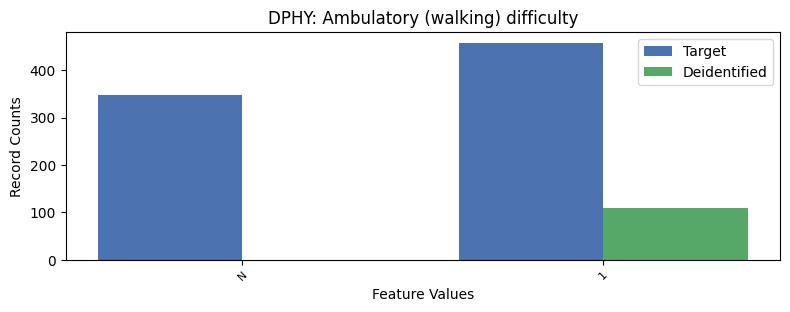 DPHY: Ambulatory (walking) difficulty
Target
Deidentified
Record Counts
400
300
200
100
0
N
1
Feature Values